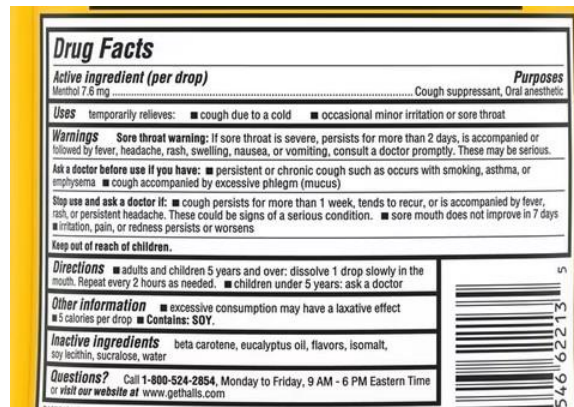 Drug Facts
Active ingredient (per drop) Purposes
Menthol 7.6 mg ........ Cough suppressant, Oral anesthetic
Uses temporarily relieves: ■ cough due to a cold ■ occasional minor irritation or sore throat
Warnings Sore throat warning: If sore throat is severe, persists for more than 2 days, is accompanied or
followed by fever, headache, rash, swelling, nausea, or vomiting, consult a doctor promptly. These may be serious.
Ask a doctor before use if you have: ■ persistent or chronic cough such as occurs with smoking, asthma, or
emphysema ■ cough accompanied by excessive phlegm (mucus)
Stop use and ask a doctor if: ■ cough persists for more than 1 week, tends to recur, or is accompanied by fever,
rash, or persistent headache. These could be signs of a serious condition. ■ sore mouth does not improve in 7 days
■ irritation, pain, or redness persists or worsens
Keep out of reach of children.
Directions ■ adults and children 5 years and over: dissolve 1 drop slowly in the
mouth. Repeat every 2 hours as needed. ■ children under 5 years: ask a doctor
Other information ■ excessive consumption may have a laxative effect
■ 5 calories per drop ■ Contains: SOY.
Inactive ingredients beta carotene, eucalyptus oil, flavors, isomalt,
soy lecithin, sucralose, water
Questions? Call 1-800-524-2854, Monday to Friday, 9 AM - 6 PM Eastern Time
or visit our website at www.gethalls.com
546 62213 5